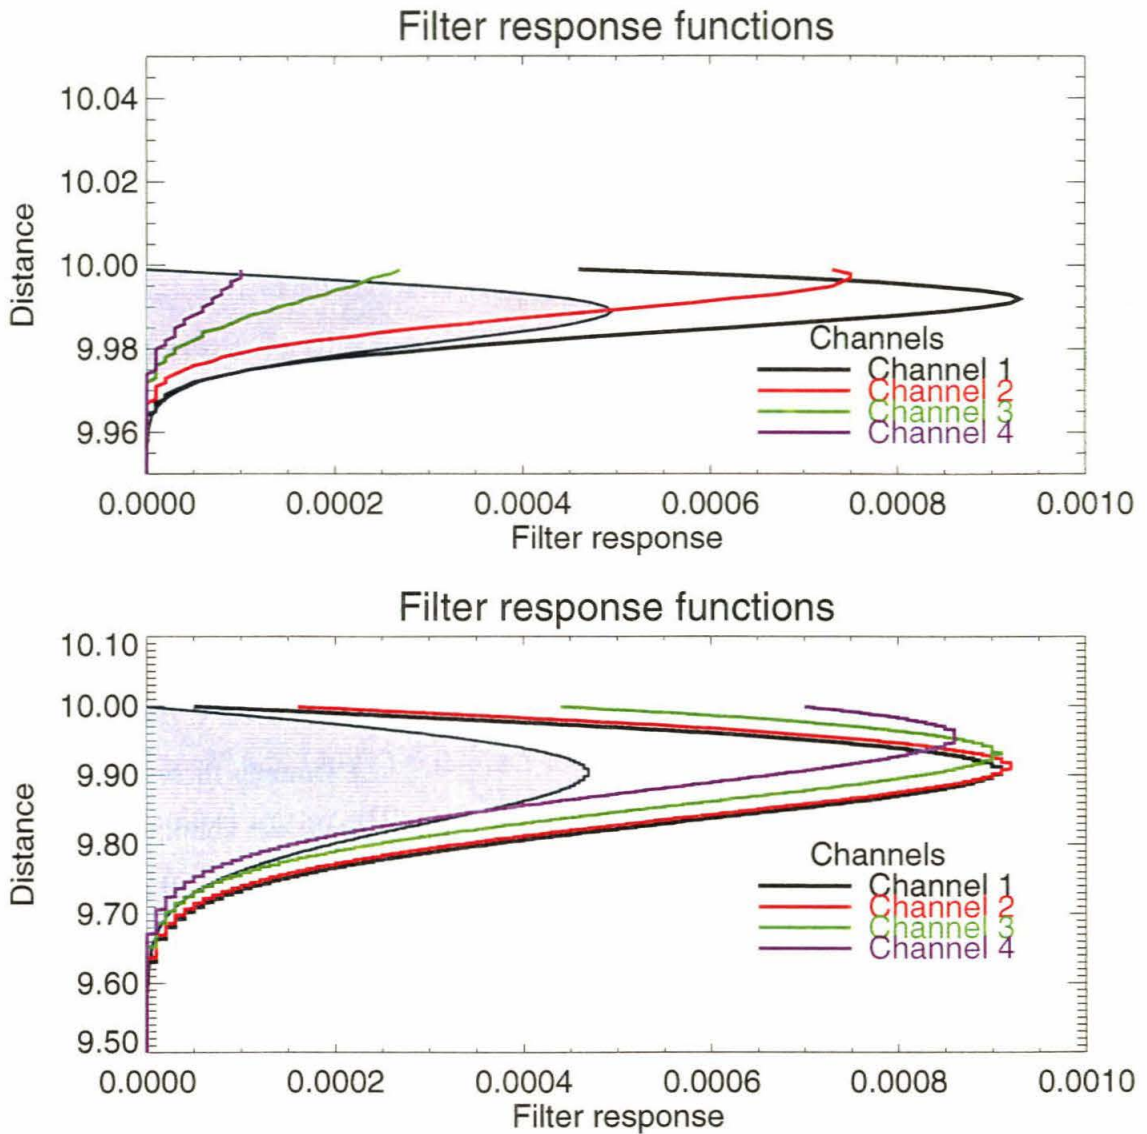 Filter response functions
10.04
10.02
10.00
9.98
9.96
Distance
Channels
Channel 1
Channel 2
Channel 3
Channel 4
0.0000 0.0002 0.0004 0.0006 0.0008 0.0010
Filter response
Filter response functions
10.10
10.00
9.90
9.80
9.70
9.60
9.50
Distance
Channels
Channel 1
Channel 2
Channel 3
Channel 4
0.0000 0.0002 0.0004 0.0006 0.0008 0.0010
Filter response